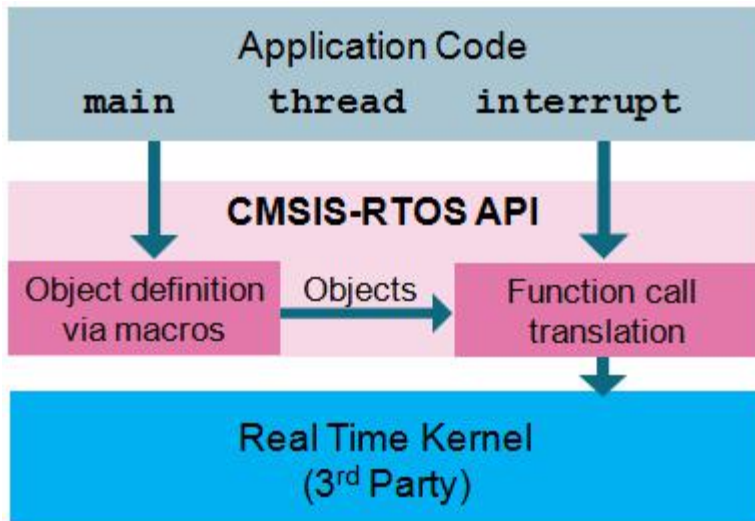 Application Code
main thread interrupt
CMSIS-RTOS API
Object definition
via macros
Objects
Function call
translation
Real Time Kernel
(3rd Party)